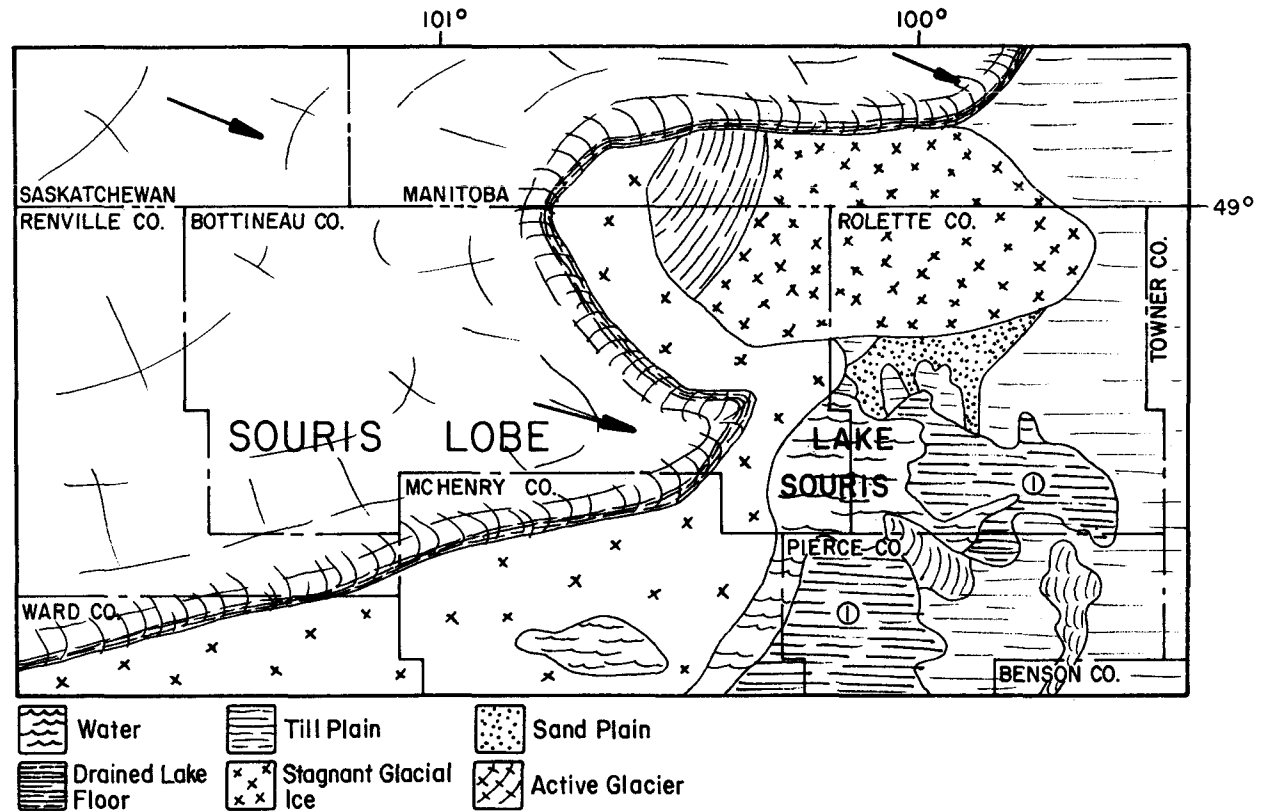 101°
100°
SASKATCHEWAN
MANITOBA
49°
RENVILLE CO.
BOTTINEAU CO.
ROLETTE CO.
TOWNER CO.
SOURIS LOBE
LAKE
SOURIS
1
MCHENRY CO.
PIERCE CO.
WARD CO.
1
BENSON CO.
Water
Till Plain
Sand Plain
Drained Lake
Floor
Stagnant Glacial
Ice
Active Glacier